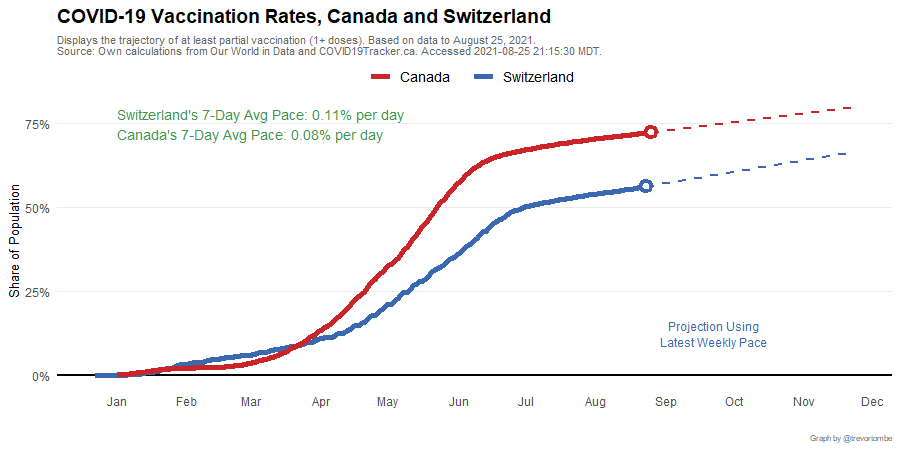 COVID-19 Vaccination Rates, Canada and Switzerland
Displays the trajectory of at least partial vaccination (1+ doses). Based on data to August 25, 2021.
Source: Own calculations from Our World in Data and COVID19Tracker.ca. Accessed 2021-08-25 21:15:30 MDT.
Canada Switzerland
Switzerland's 7-Day Avg Pace: 0.11% per day
Canada's 7-Day Avg Pace: 0.08% per day
Share of Population
75%
50%
25%
0%
Projection Using
Latest Weekly Pace
Jan Feb Mar Apr May Jun Jul Aug Sep Oct Nov Dec
Graph by @trevortombe